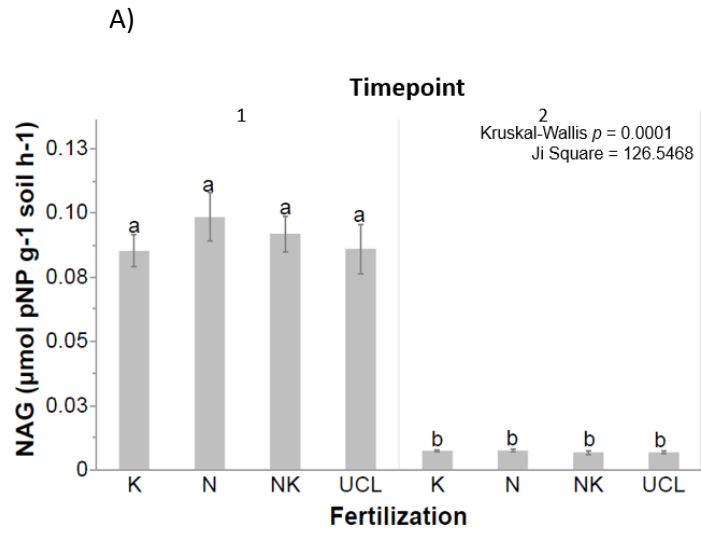 A)
Timepoint
1 2
Kruskal-Wallis p = 0.0001
Ji Square = 126.5468
NAG (µmol pNP g-1 soil h-1)
0.13
0.10
0.08
0.05
0.03
0
a a a a b b b b
K N NK UCL K N NK UCL
Fertilization